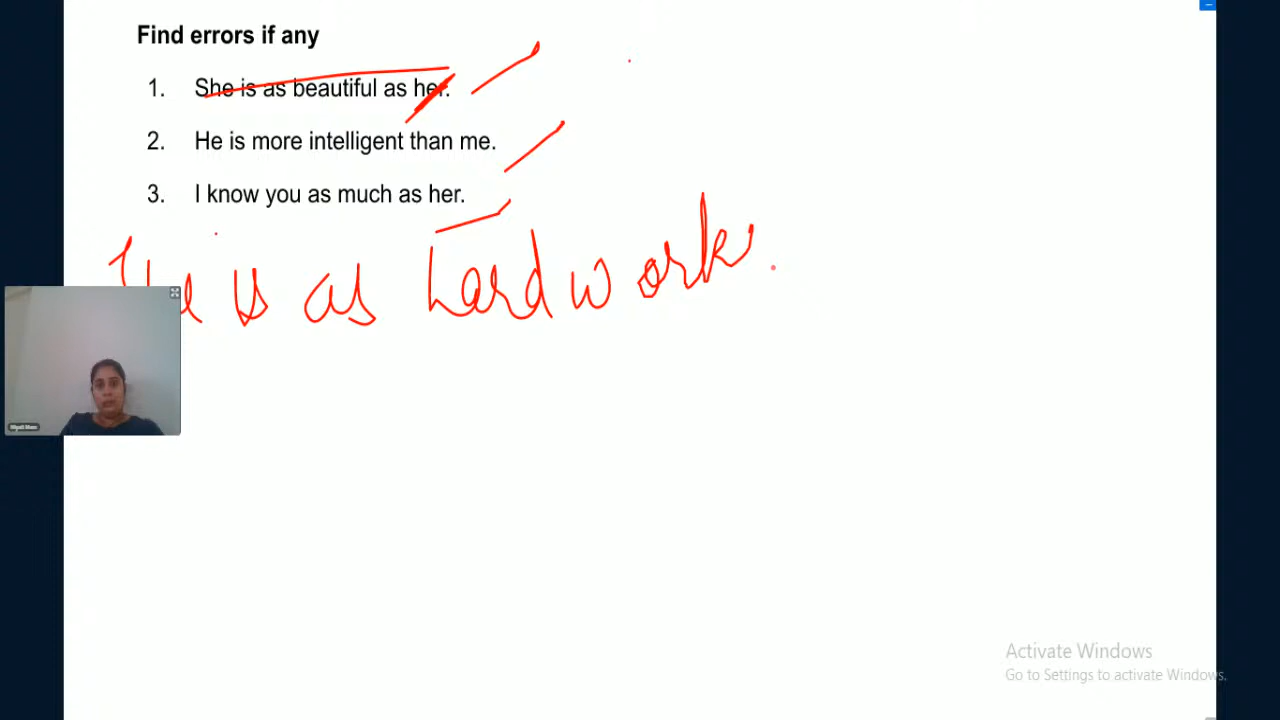 Find errors if any
1. She is as beautiful as her.
2. He is more intelligent than me.
3. I know you as much as her.
He is as hardwork
Activate Windows
Go to Settings to activate Windows.